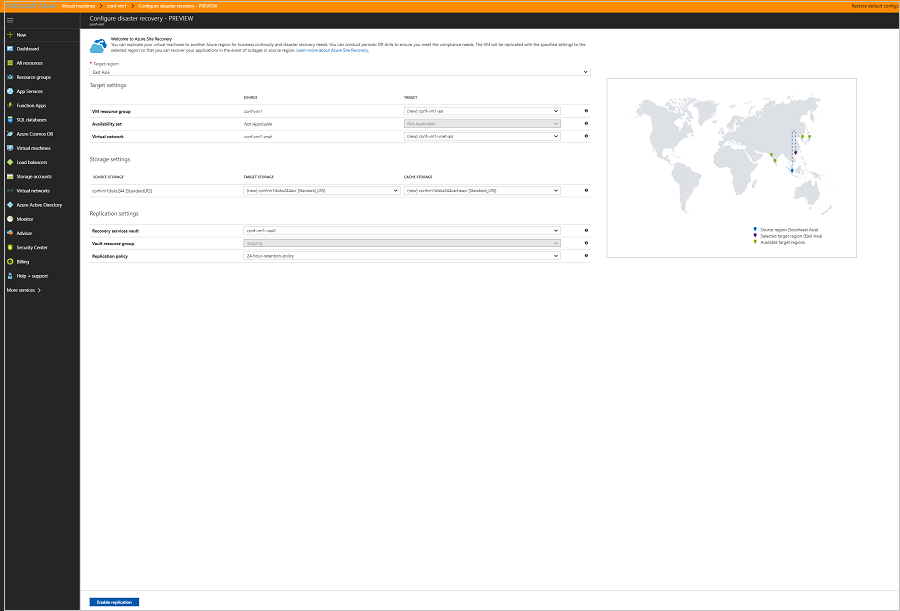 Virtual machines > conf-vm1 > Configure disaster recovery - PREVIEW
Restore default configu
Configure disaster recovery - PREVIEW
conf-vm1
New
Dashboard
All resources
Resource groups
App Services
Function Apps
SQL databases
Azure Cosmos DB
Virtual machines
Load balancers
Storage accounts
Virtual networks
Azure Active Directory
Monitor
Advisor
Security Center
Billing
Help + support
More services >
Welcome to Azure Site Recovery
You can replicate your virtual machines to another Azure region for business continuity and disaster recovery needs. You can conduct periodic DR drills to ensure you meet the compliance needs. The VM will be replicated with the specified settings to the
selected region so that you can recover your applications in the event of outages in source region. Learn more about Azure Site Recovery.
* Target region
East Asia
Target settings
SOURCE TARGET
VM resource group conf-vm1 (new) conf-vm1-asr
Availability set Not Applicable Not Applicable
Virtual network conf-vm1-vnet (new) conf-vm1-vnet-asr
Storage settings
SOURCE STORAGE TARGET STORAGE CACHE STORAGE
confvm1disks244 [StandardLRS] (new) confvm1disks244asr [Standard_LRS] (new) confvm1disks244cacheasr [Standard_LRS]
Replication settings
Recovery services vault conf-vm1-vault
Vault resource group
Replication policy 24-hour-retention-policy
Source region (Southeast Asia)
Selected target region (East Asia)
Available target regions
Enable replication